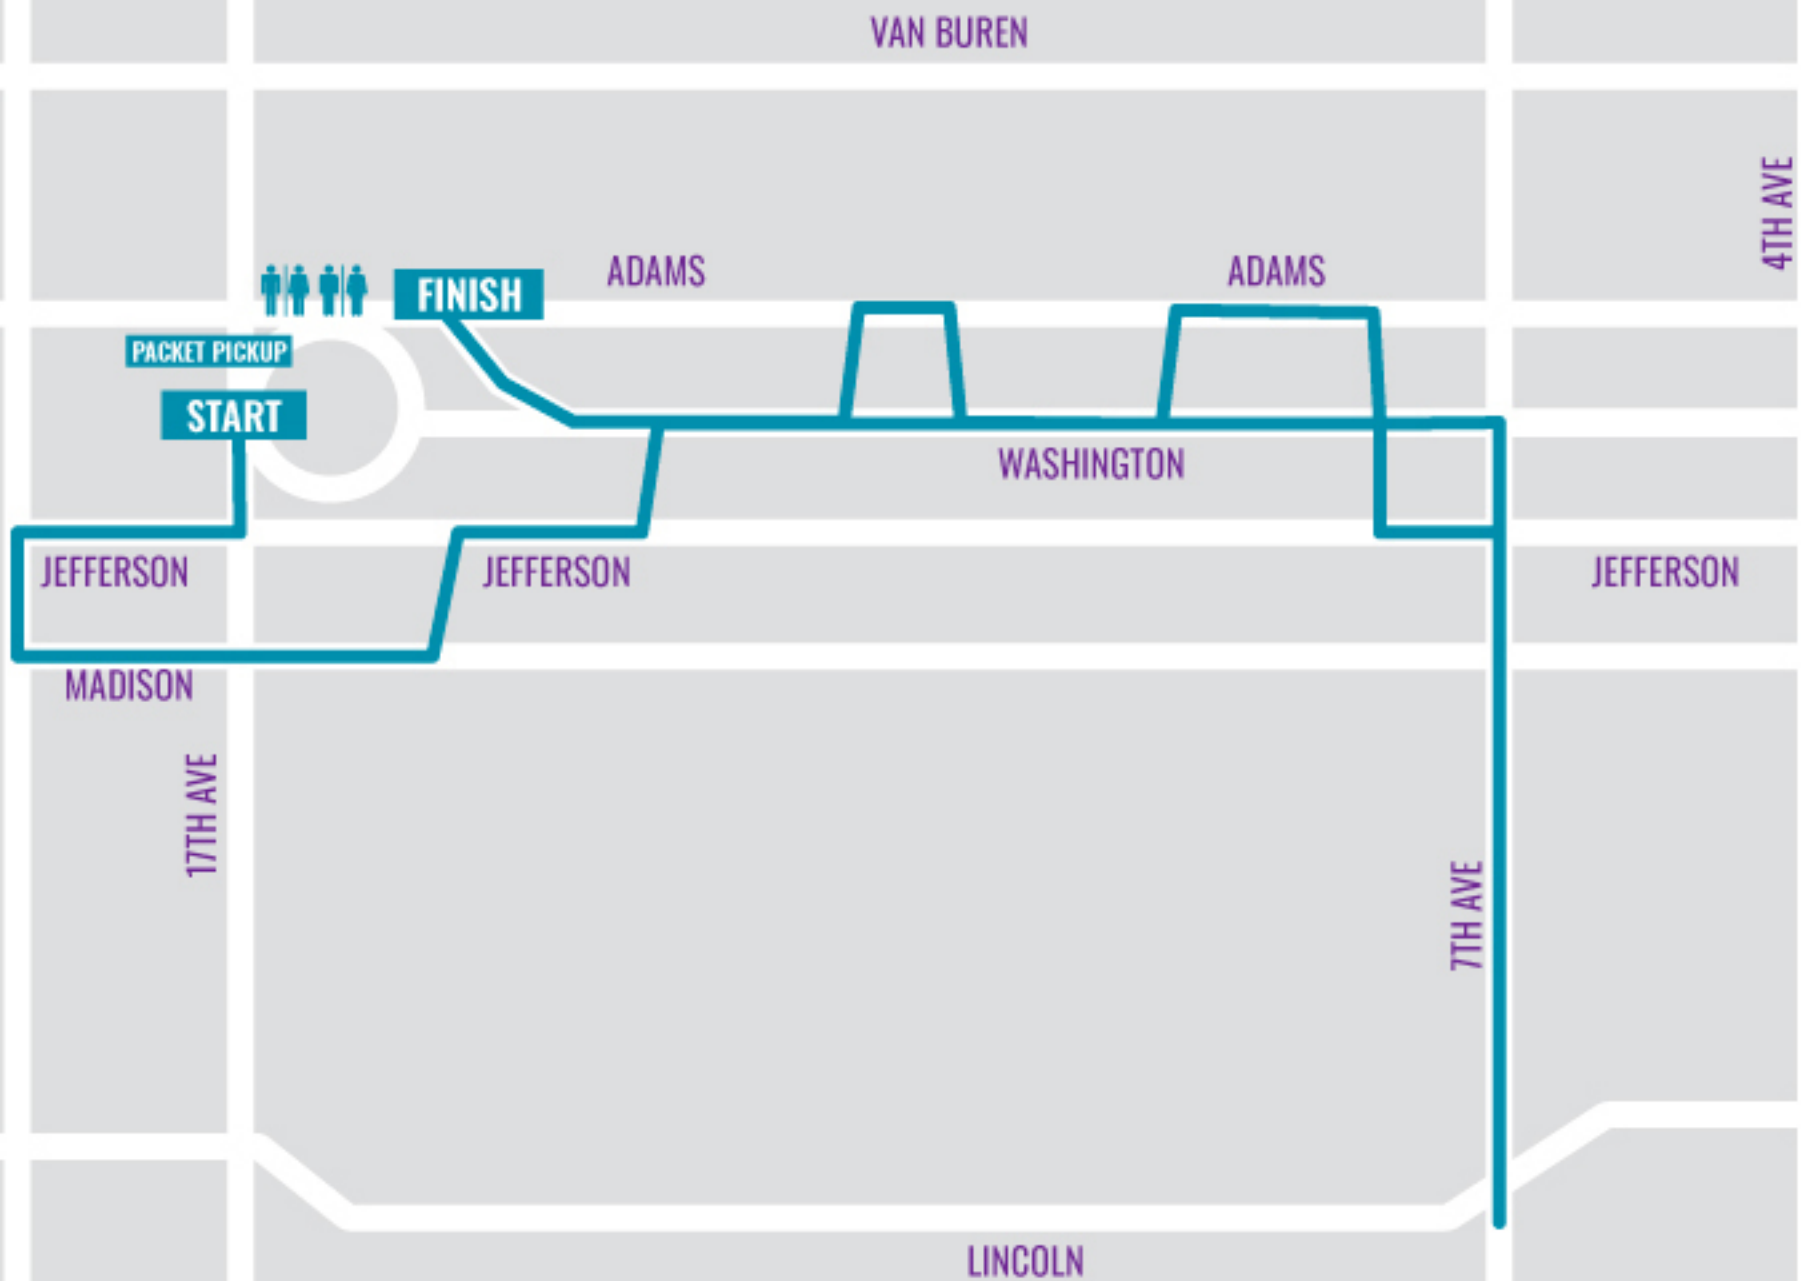 VAN BUREN
4TH AVE
ADAMS
ADAMS
FINISH
PACKET PICKUP
START
WASHINGTON
JEFFERSON
JEFFERSON
JEFFERSON
MADISON
17TH AVE
7TH AVE
LINCOLN